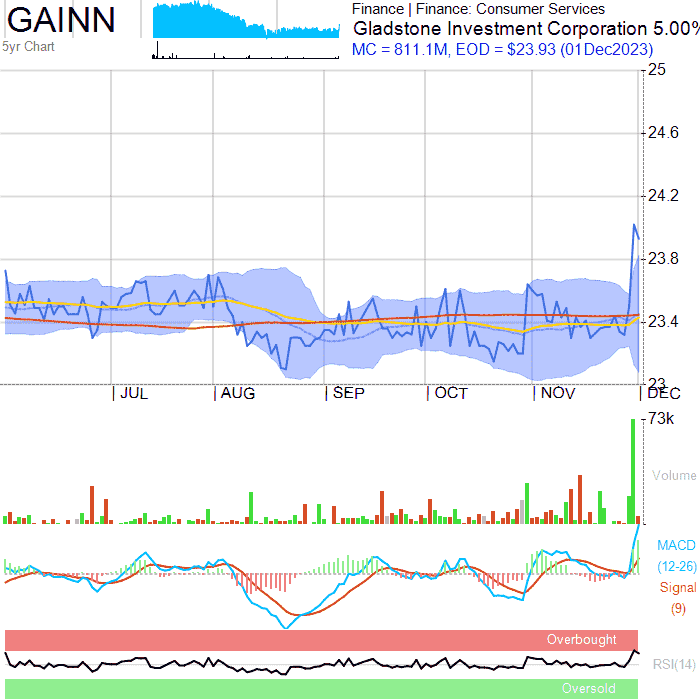 GAINN
5yr Chart
Finance | Finance: Consumer Services
Gladstone Investment Corporation 5.00%
MC = 811.1M, EOD = $23.93 (01Dec2023)
25
24.6
24.2
23.8
23.4
23
JUL
AUG
SEP
OCT
NOV
DEC
73k
Volume
MACD
(12-26)
Signal
(9)
Overbought
RSI(14)
Oversold